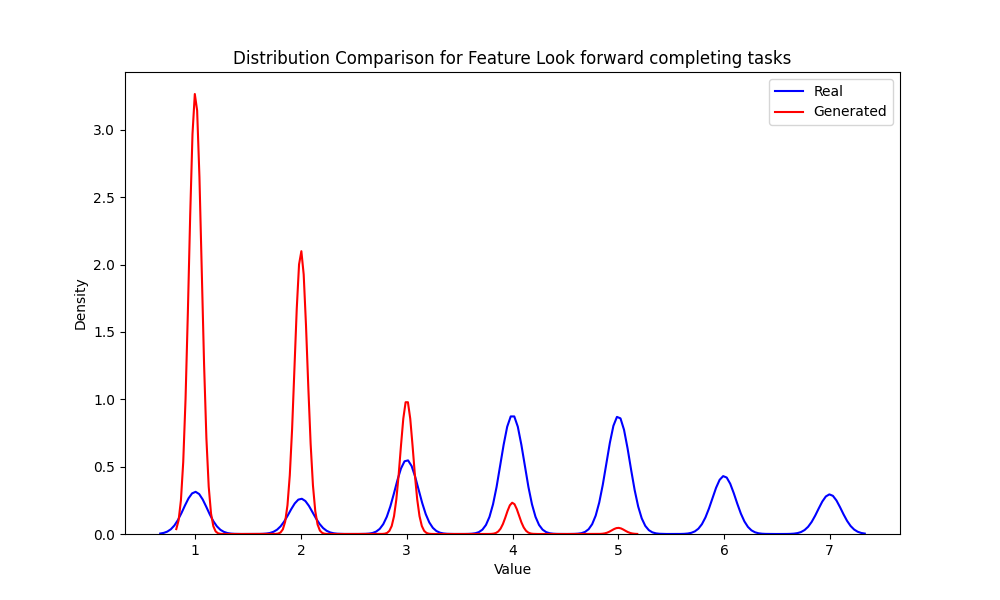 Distribution Comparison for Feature Look forward completing tasks
Real
Generated
Density
3.0
2.5
2.0
1.5
1.0
0.5
0.0
1 2 3 4 5 6 7
Value